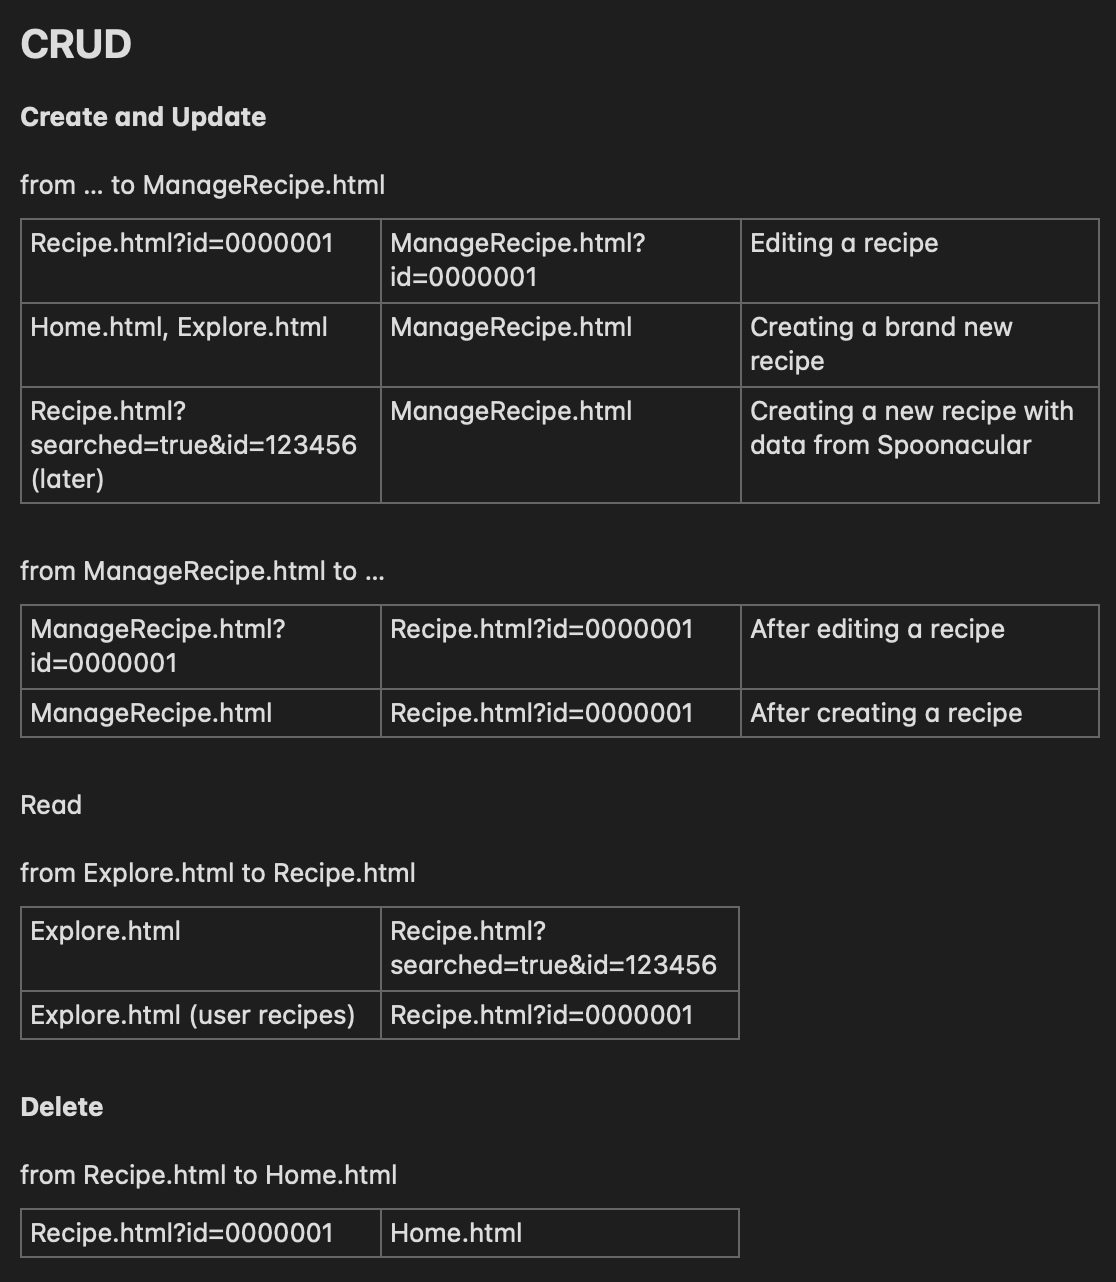 CRUD
Create and Update
from ... to ManageRecipe.html
Recipe.html?id=0000001
ManageRecipe.html?
id=0000001
Editing a recipe
Home.html, Explore.html
ManageRecipe.html
Creating a brand new
recipe
Recipe.html?
searched=true&id=123456
(later)
ManageRecipe.html
Creating a new recipe with
data from Spoonacular
from ManageRecipe.html to ...
ManageRecipe.html?
id=0000001
Recipe.html?id=0000001
After editing a recipe
ManageRecipe.html
Recipe.html?id=0000001
After creating a recipe
Read
from Explore.html to Recipe.html
Explore.html
Recipe.html?
searched=true&id=123456
Explore.html (user recipes)
Recipe.html?id=0000001
Delete
from Recipe.html to Home.html
Recipe.html?id=0000001
Home.html